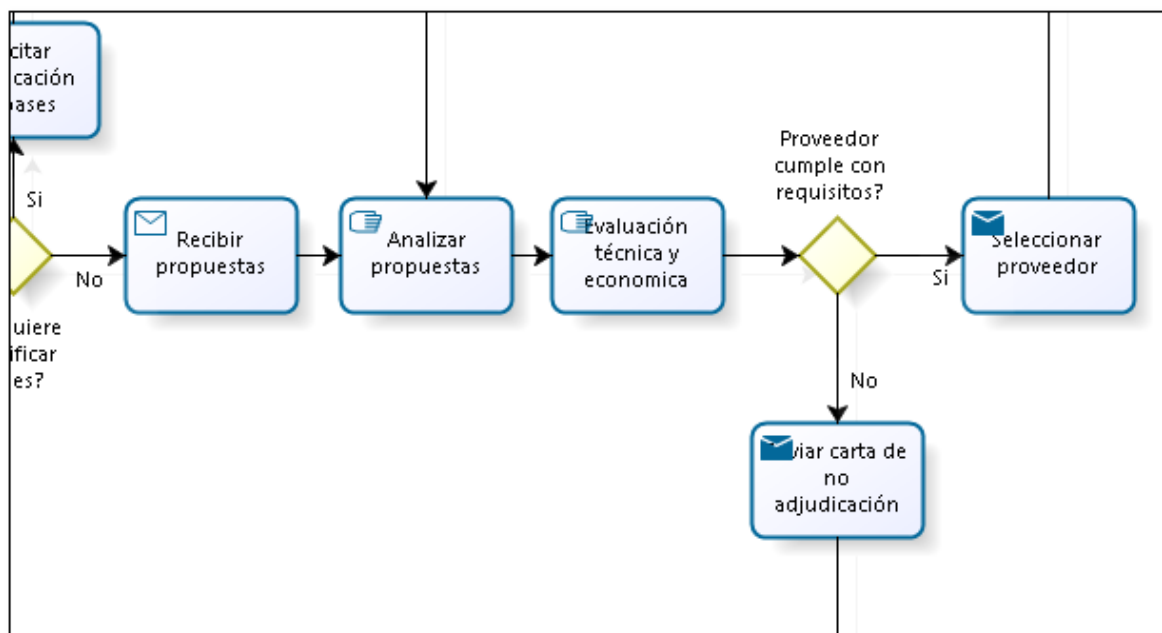 citar
icación
bases
Si
No
uiere
ificar
es?
Recibir
propuestas
Analizar
propuestas
Evaluación
técnica y
economica
Proveedor
cumple con
requisitos?
Si
No
Seleccionar
proveedor
viar carta de
no
adjudicación